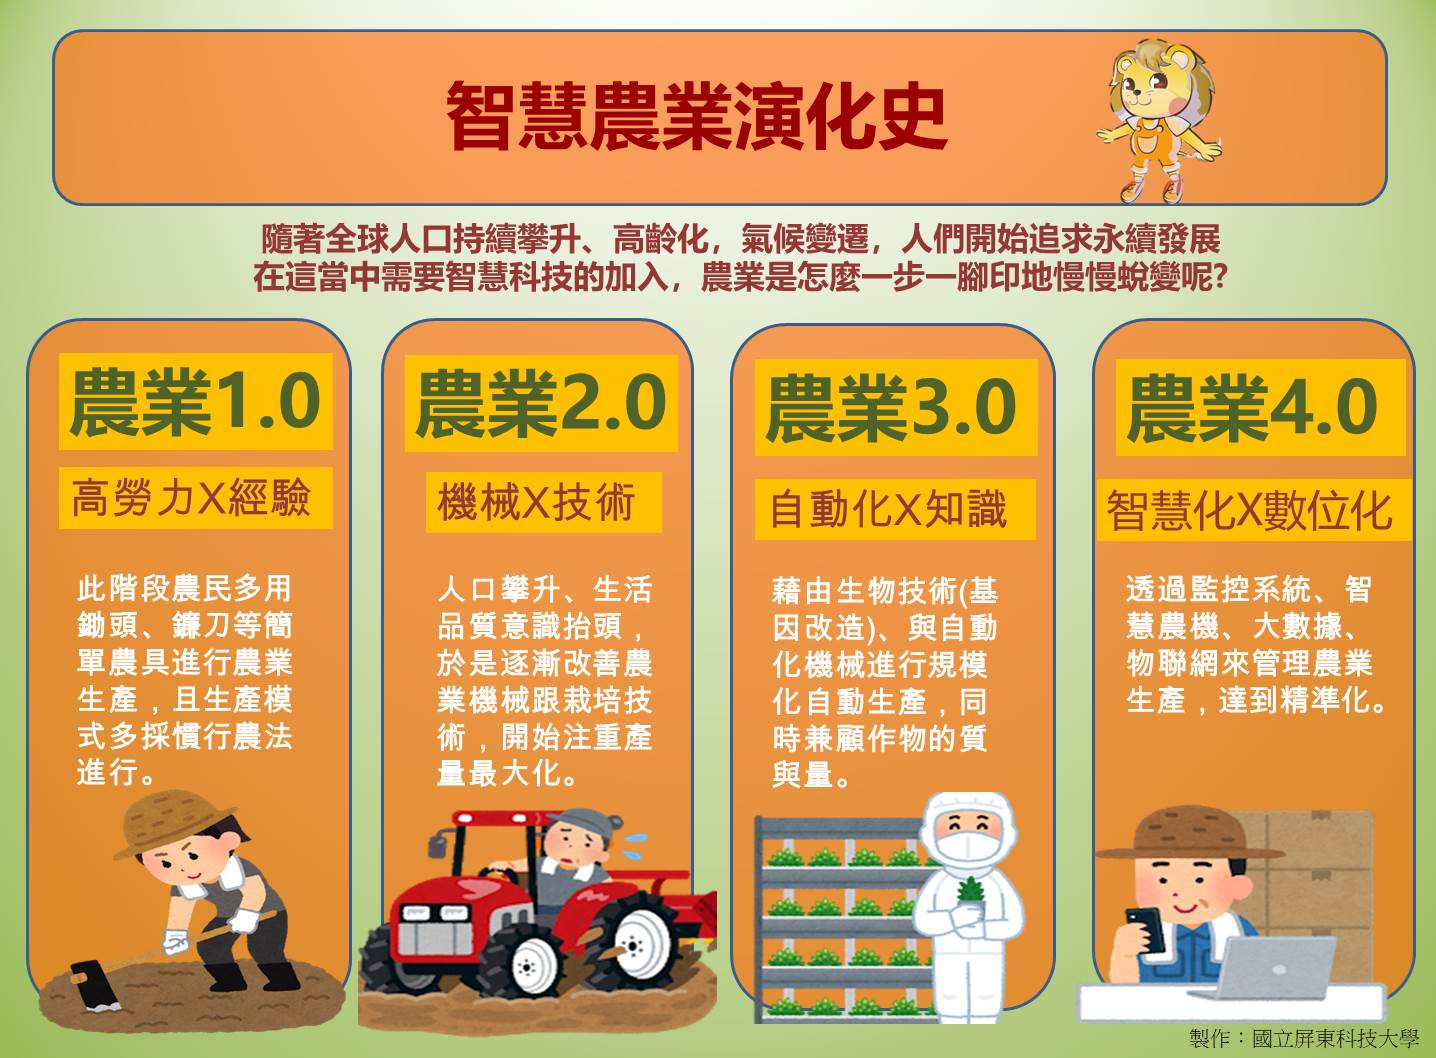 智慧農業演化史
隨著全球人口持續攀升、高齡化，氣候變遷，人們開始追求永續發展
在這當中需要智慧科技的加入，農業是怎麼一步一腳印地慢慢蛻變呢?
農業1.0
高勞力X經驗
此階段農民多用
鋤頭、鐮刀等簡
單農具進行農業
生產，且生產模
式多採慣行農法
進行。
農業2.0
機械X技術
人口攀升、生活
品質意識抬頭，
於是逐漸改善農
業機械跟栽培技
術，開始注重產
量最大化。
農業3.0
自動化X知識
藉由生物技術(基
因改造)、與自動
化機械進行規模
化自動生產，同
時兼顧作物的質
與量。
農業4.0
智慧化X數位化
透過監控系統、智
慧農機、大數據、
物聯網來管理農業
生產，達到精準化。
製作：國立屏東科技大學